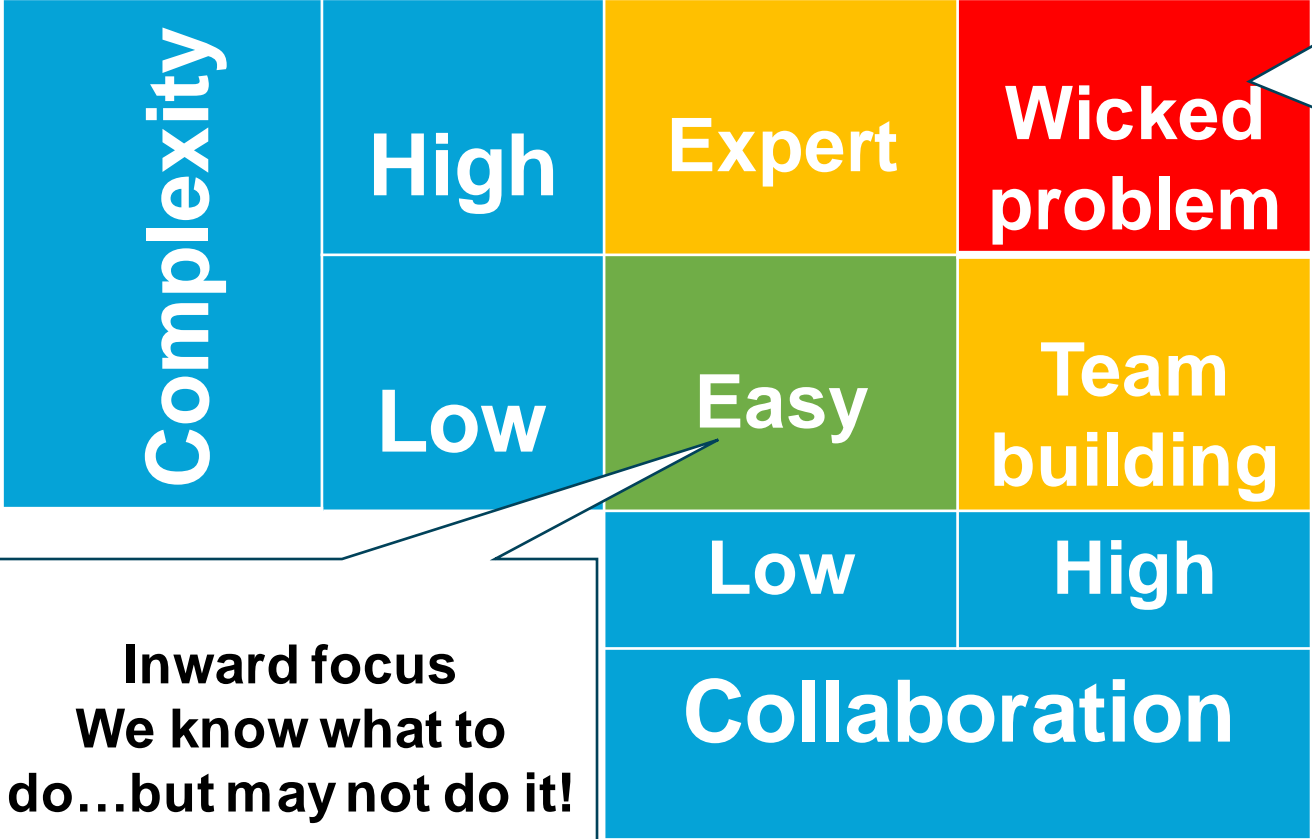 Complexity
High
Expert
Wicked
problem
Low
Easy
Team
building
Low
High
Collaboration
Inward focus
We know what to
do…but may not do it!